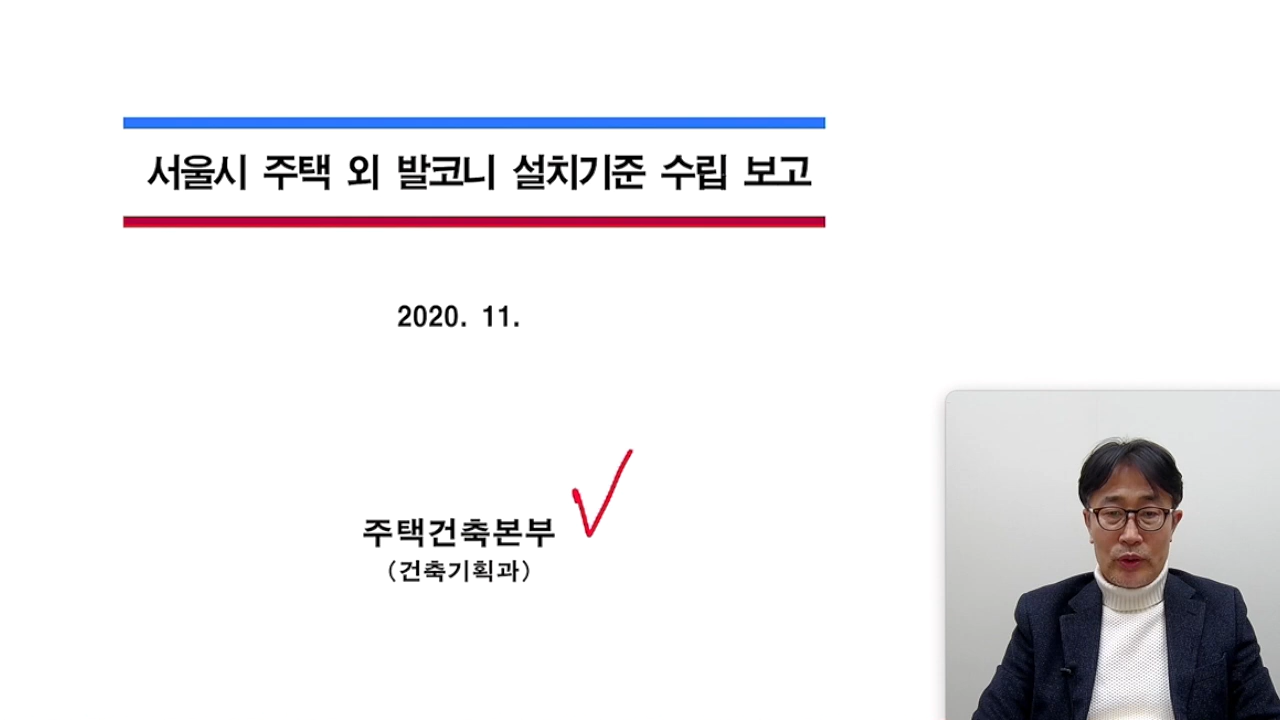 서울시 주택 외 발코니 설치기준 수립 보고
2020. 11.
주택건축본부
(건축기획과)